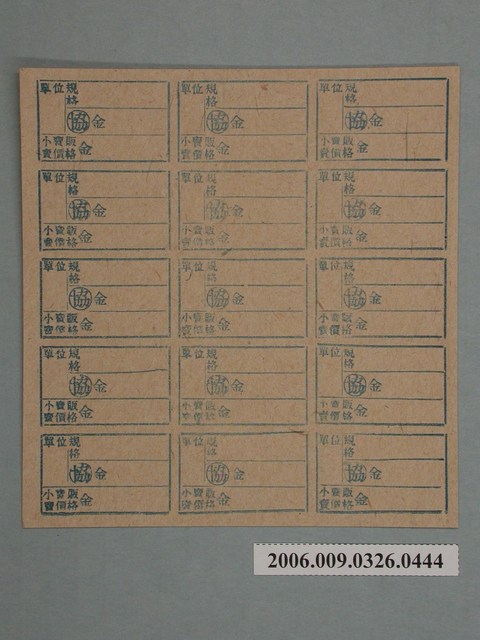 單位規
格
協金
小賣販
賣價格 金
單位規
格
協金
小賣販
賣價格 金
單位規
格
協金
小賣販
賣價格 金
單位規
格
協金
小賣販
賣價格 金
單位規
格
協金
小賣販
賣價格 金
單位規
格
協金
小賣販
賣價格 金
單位規
格
協金
小賣販
賣價格 金
單位規
格
協金
小賣販
賣價格 金
單位規
格
協金
小賣販
賣價格 金
單位規
格
協金
小賣販
賣價格 金
單位規
格
協金
小賣販
賣價格 金
單位規
格
協金
小賣販
賣價格 金
單位規
格
協金
小賣販
賣價格 金
單位規
格
協金
小賣販
賣價格 金
單位規
格
協金
小賣販
賣價格 金
2006.009.0326.0444